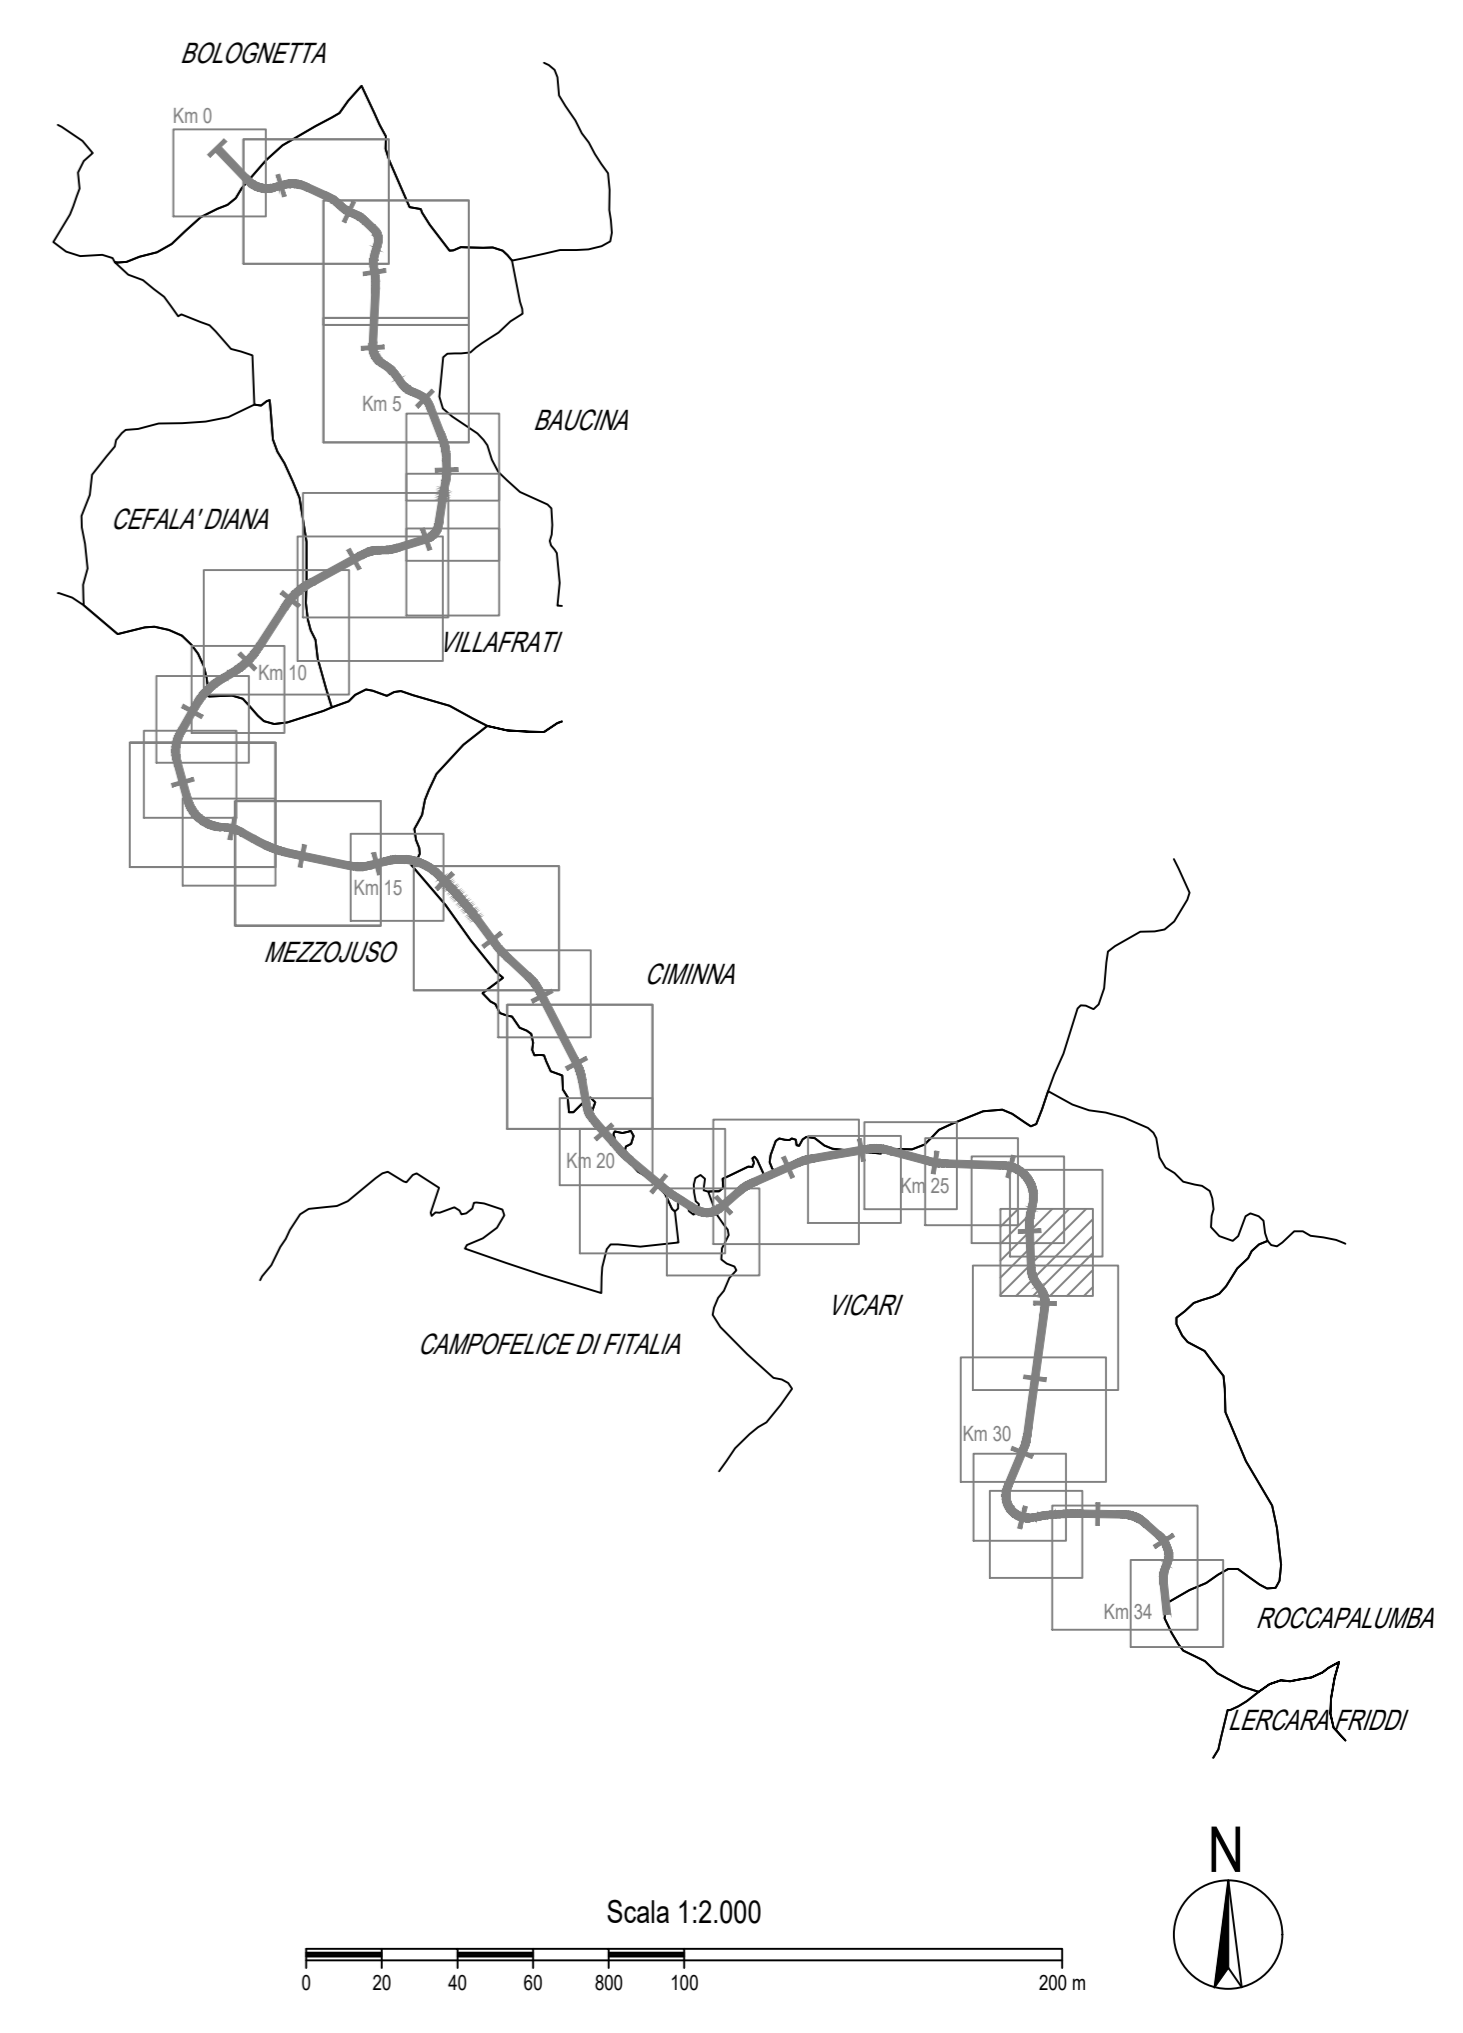 BOLOGNETTA
Km 0
Km 5
BAUCINA
CEFALA' DIANA
VILLAFRATI
Km 10
Km 15
MEZZOJUSO
CIMINNA
Km 20
Km 25
VICARI
CAMPOFELICE DI FITALIA
Km 30
Km 34
ROCCAPALUMBA
LERCARA FRIDDI
N
Scala 1:2.000
0 20 40 60 800 100 200 m